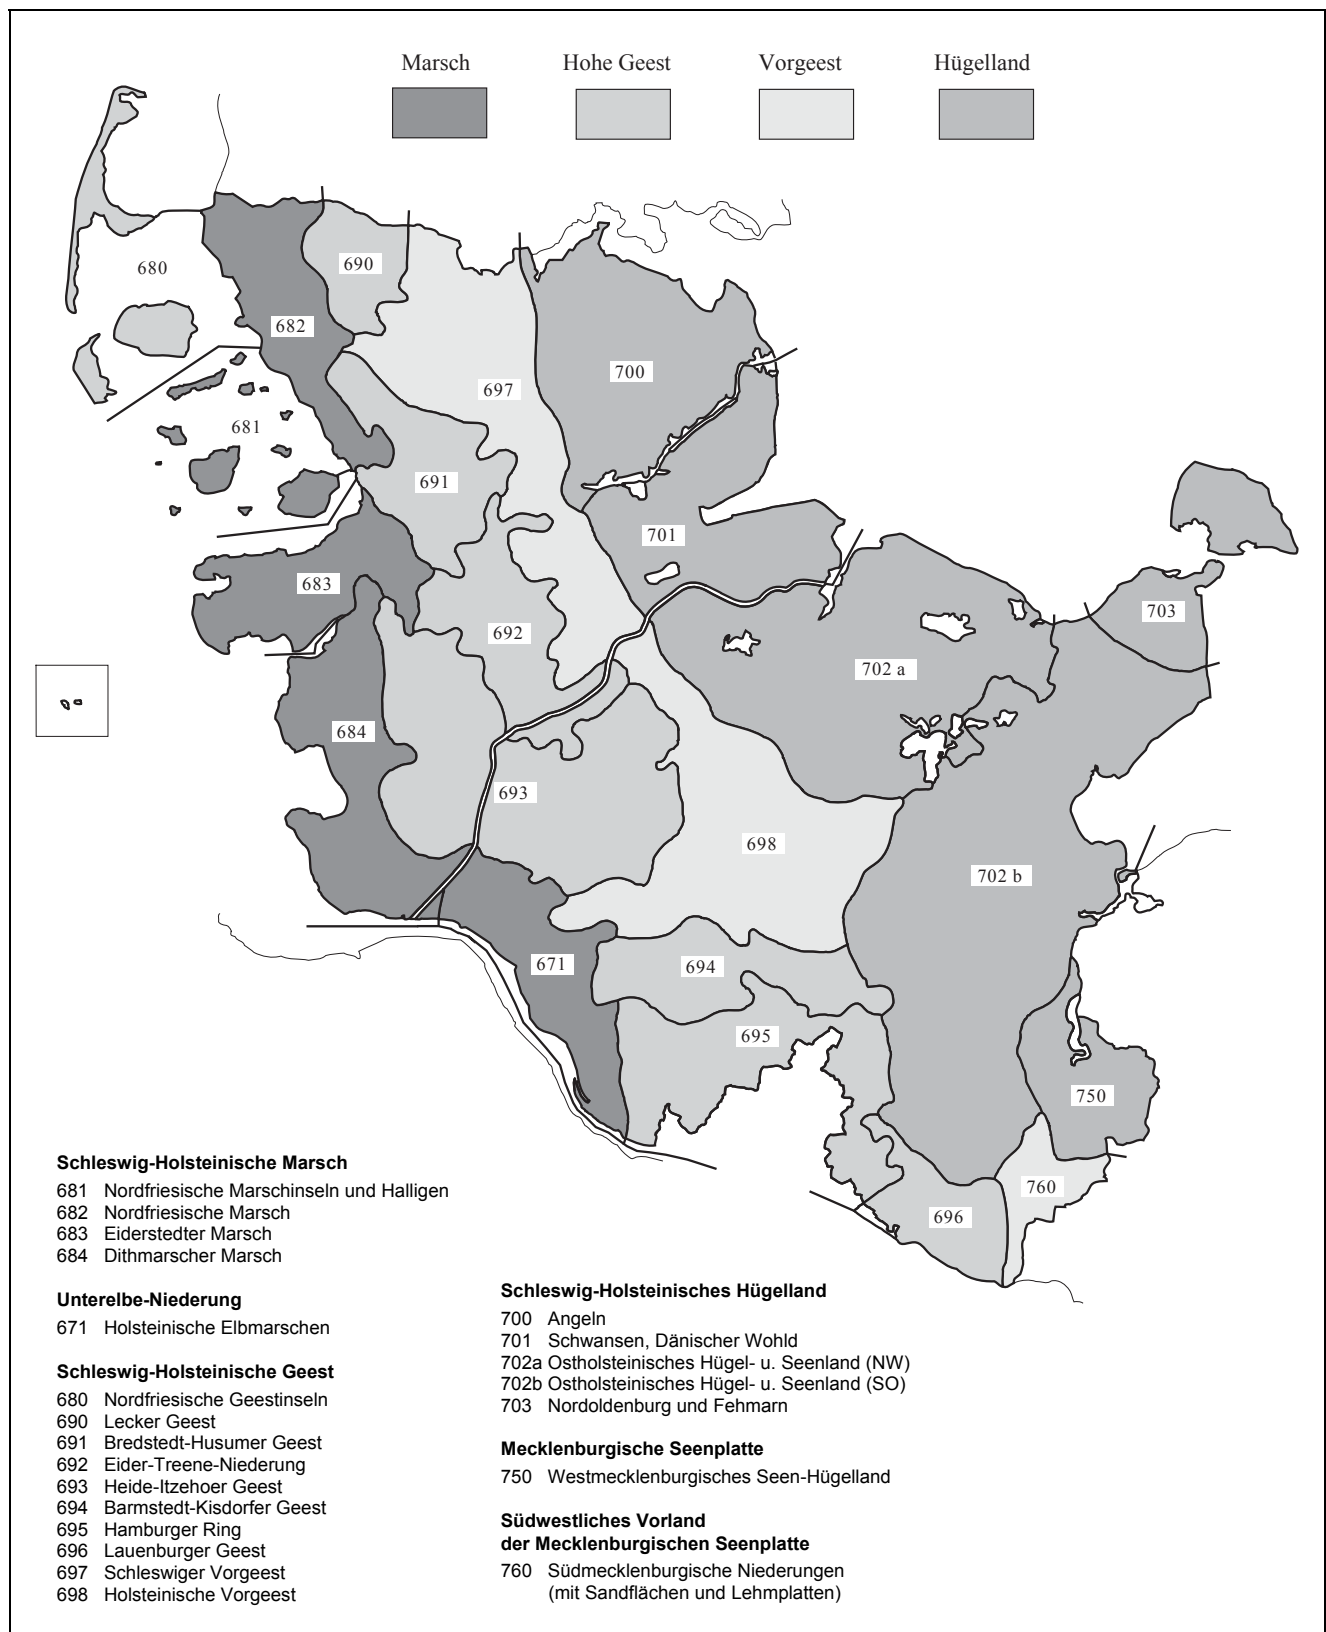 Marsch Hohe Geest Vorgeest Hügelland
680
690
682
700
697
681
691
701
683
703
692
702 a
684
693
698
702 b
671
694
695
750
760
696
Schleswig-Holsteinische Marsch
681 Nordfriesische Marschinseln und Halligen
682 Nordfriesische Marsch
683 Eiderstedter Marsch
684 Dithmarscher Marsch
Unterelbe-Niederung
671 Holsteinische Elbmarschen
Schleswig-Holsteinische Geest
680 Nordfriesische Geestinseln
690 Lecker Geest
691 Bredstedt-Husumer Geest
692 Eider-Treene-Niederung
693 Heide-Itzehoer Geest
694 Barmstedt-Kisdorfer Geest
695 Hamburger Ring
696 Lauenburger Geest
697 Schleswiger Vorgeest
698 Holsteinische Vorgeest
Schleswig-Holsteinisches Hügelland
700 Angeln
701 Schwansen, Dänischer Wohld
702a Ostholsteinisches Hügel- u. Seenland (NW)
702b Ostholsteinisches Hügel- u. Seenland (SO)
703 Nordoldenburg und Fehmarn
Mecklenburgische Seenplatte
750 Westmecklenburgisches Seen-Hügelland
Südwestliches Vorland
der Mecklenburgischen Seenplatte
760 Südmecklenburgische Niederungen
(mit Sandflächen und Lehmplatten)